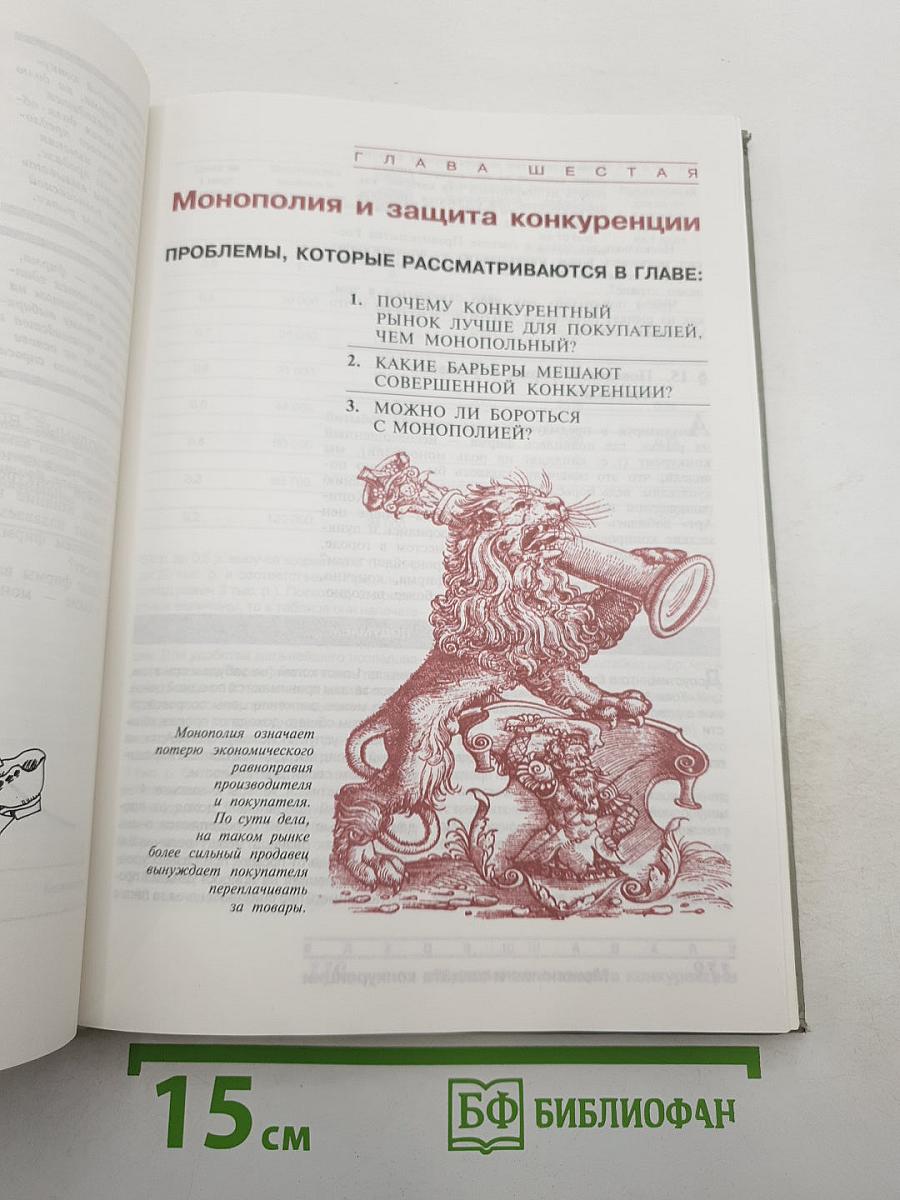 ГЛАВА ШЕСТАЯ
Монополия и защита конкуренции
ПРОБЛЕМЫ, КОТОРЫЕ РАССМАТРИВАЮТСЯ В ГЛАВЕ:
1. ПОЧЕМУ КОНКУРЕНТНЫЙ
РЫНОК ЛУЧШЕ ДЛЯ ПОКУПАТЕЛЕЙ,
ЧЕМ МОНОПОЛЬНЫЙ?
2. КАКИЕ БАРЬЕРЫ МЕШАЮТ
СОВЕРШЕННОЙ КОНКУРЕНЦИИ?
3. МОЖНО ЛИ БОРОТЬСЯ
С МОНОПОЛИЕЙ?
Монополия означает
потерю экономического
равноправия
производителя
и покупателя.
По сути дела,
на таком рынке
более сильный продавец
вынуждает покупателя
переплачивать
за товары.
15 см
БФ БИБЛИОФАН